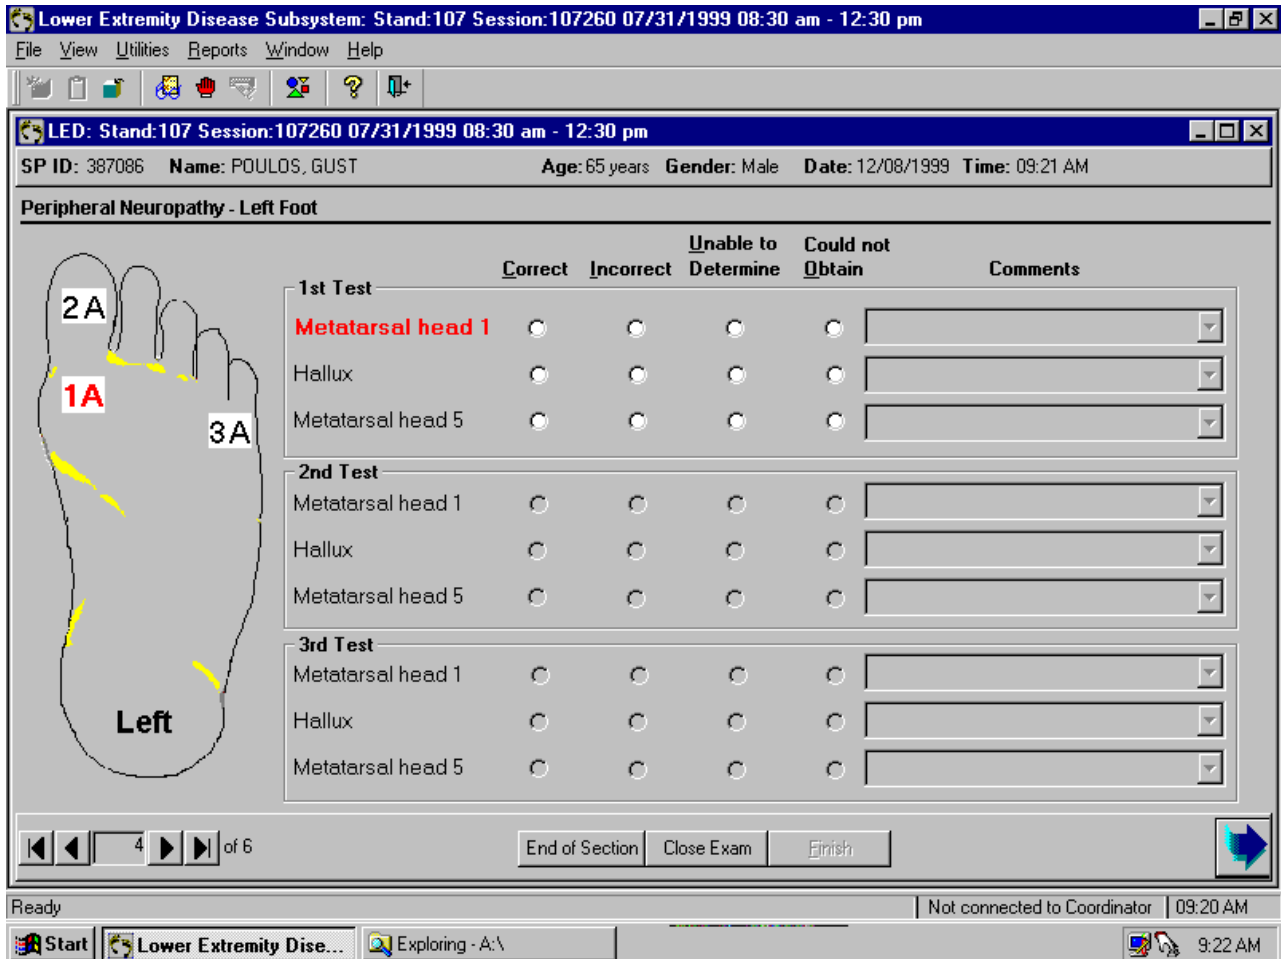 Lower Extremity Disease Subsystem: Stand:107 Session:107260 07/31/1999 08:30 am - 12:30 pm
File View Utilities Reports Window Help
LED: Stand:107 Session:107260 07/31/1999 08:30 am - 12:30 pm
SP ID: 387086 Name: POULOS, GUST Age: 65 years Gender: Male Date: 12/08/1999 Time: 09:21 AM
Peripheral Neuropathy - Left Foot
Correct Incorrect Unable to Determine Could not Obtain Comments
2A
1A
3A
Left
1st Test
Metatarsal head 1
Hallux
Metatarsal head 5
2nd Test
Metatarsal head 1
Hallux
Metatarsal head 5
3rd Test
Metatarsal head 1
Hallux
Metatarsal head 5
4 of 6 End of Section Close Exam Finish
Ready Not connected to Coordinator 09:20 AM
Start Lower Extremity Dise... Exploring - A:\ 9:22 AM